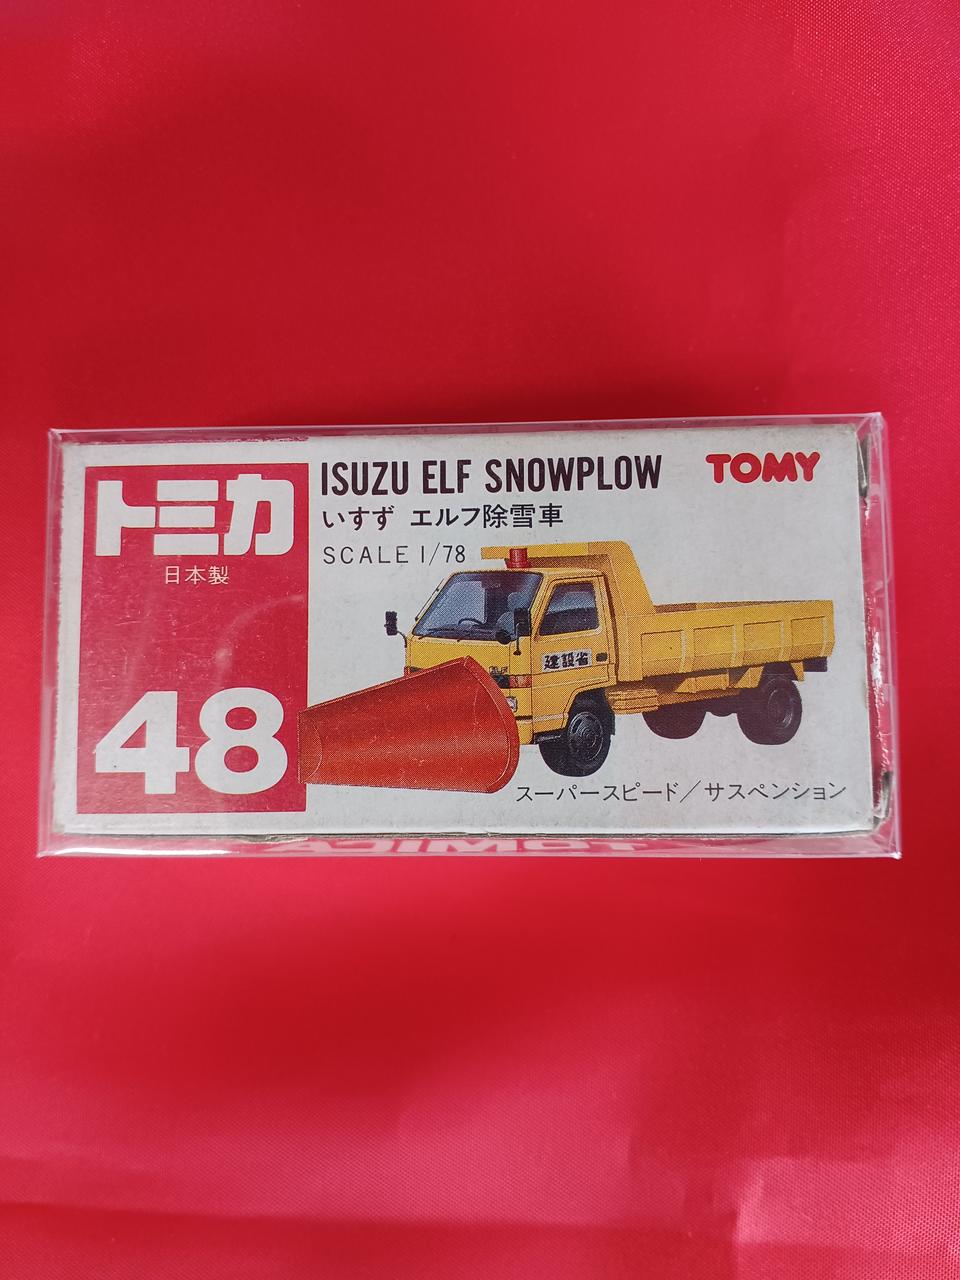 トミカ
日本製
48
ISUZU ELF SNOWPLOW
TOMY
いすず エルフ除雪車
SCALE 1/78
建設省
スーパースピード／サスペンション
TOMICA